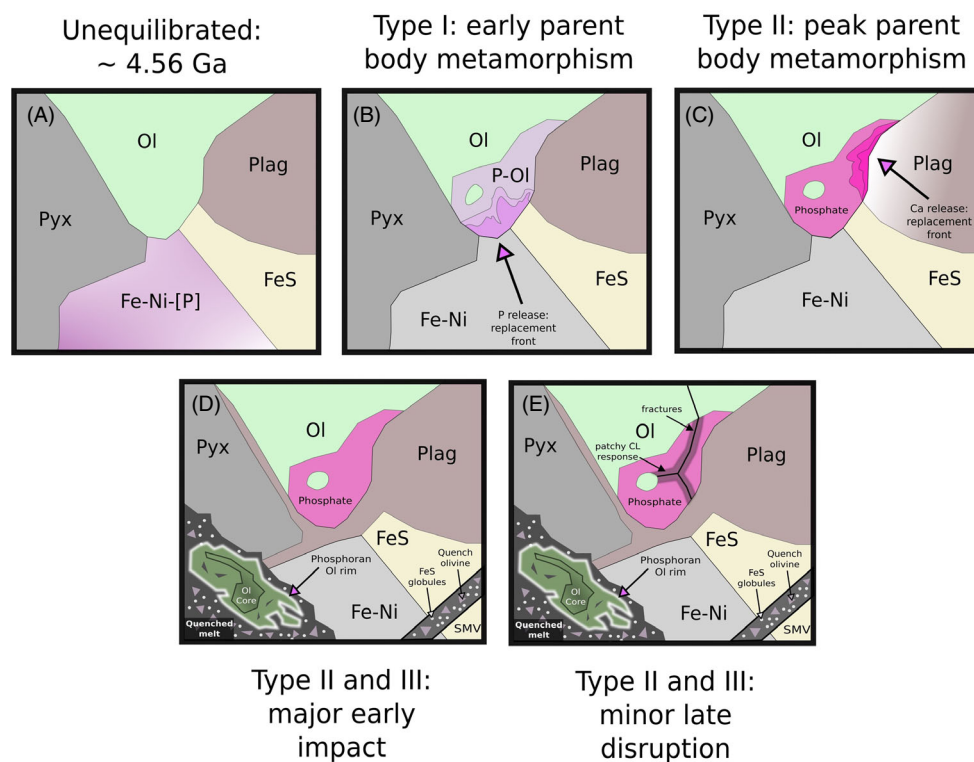 Unequilibrated:
~ 4.56 Ga
Type I: early parent
body metamorphism
Type II: peak parent
body metamorphism
(A)
Ol
Plag
Pyx
FeS
Fe-Ni-[P]
(B)
Ol
P-Ol
Plag
Pyx
FeS
Fe-Ni
P release:
replacement
front
(C)
Ol
Plag
Pyx
Phosphate
Ca release:
replacement
front
FeS
Fe-Ni
(D)
Ol
Pyx
Plag
Phosphate
FeS
Phosphoran
Ol rim
Quench
olivine
FeS
globules
Ol
Core
Fe-Ni
Quenched
melt
SMV
(E)
fractures
Ol
patchy CL
response
Pyx
Plag
Phosphate
FeS
Phosphoran
Ol rim
Quench
olivine
FeS
globules
Ol
Core
Fe-Ni
Quenched
melt
SMV
Type II and III:
major early
impact
Type II and III:
minor late
disruption